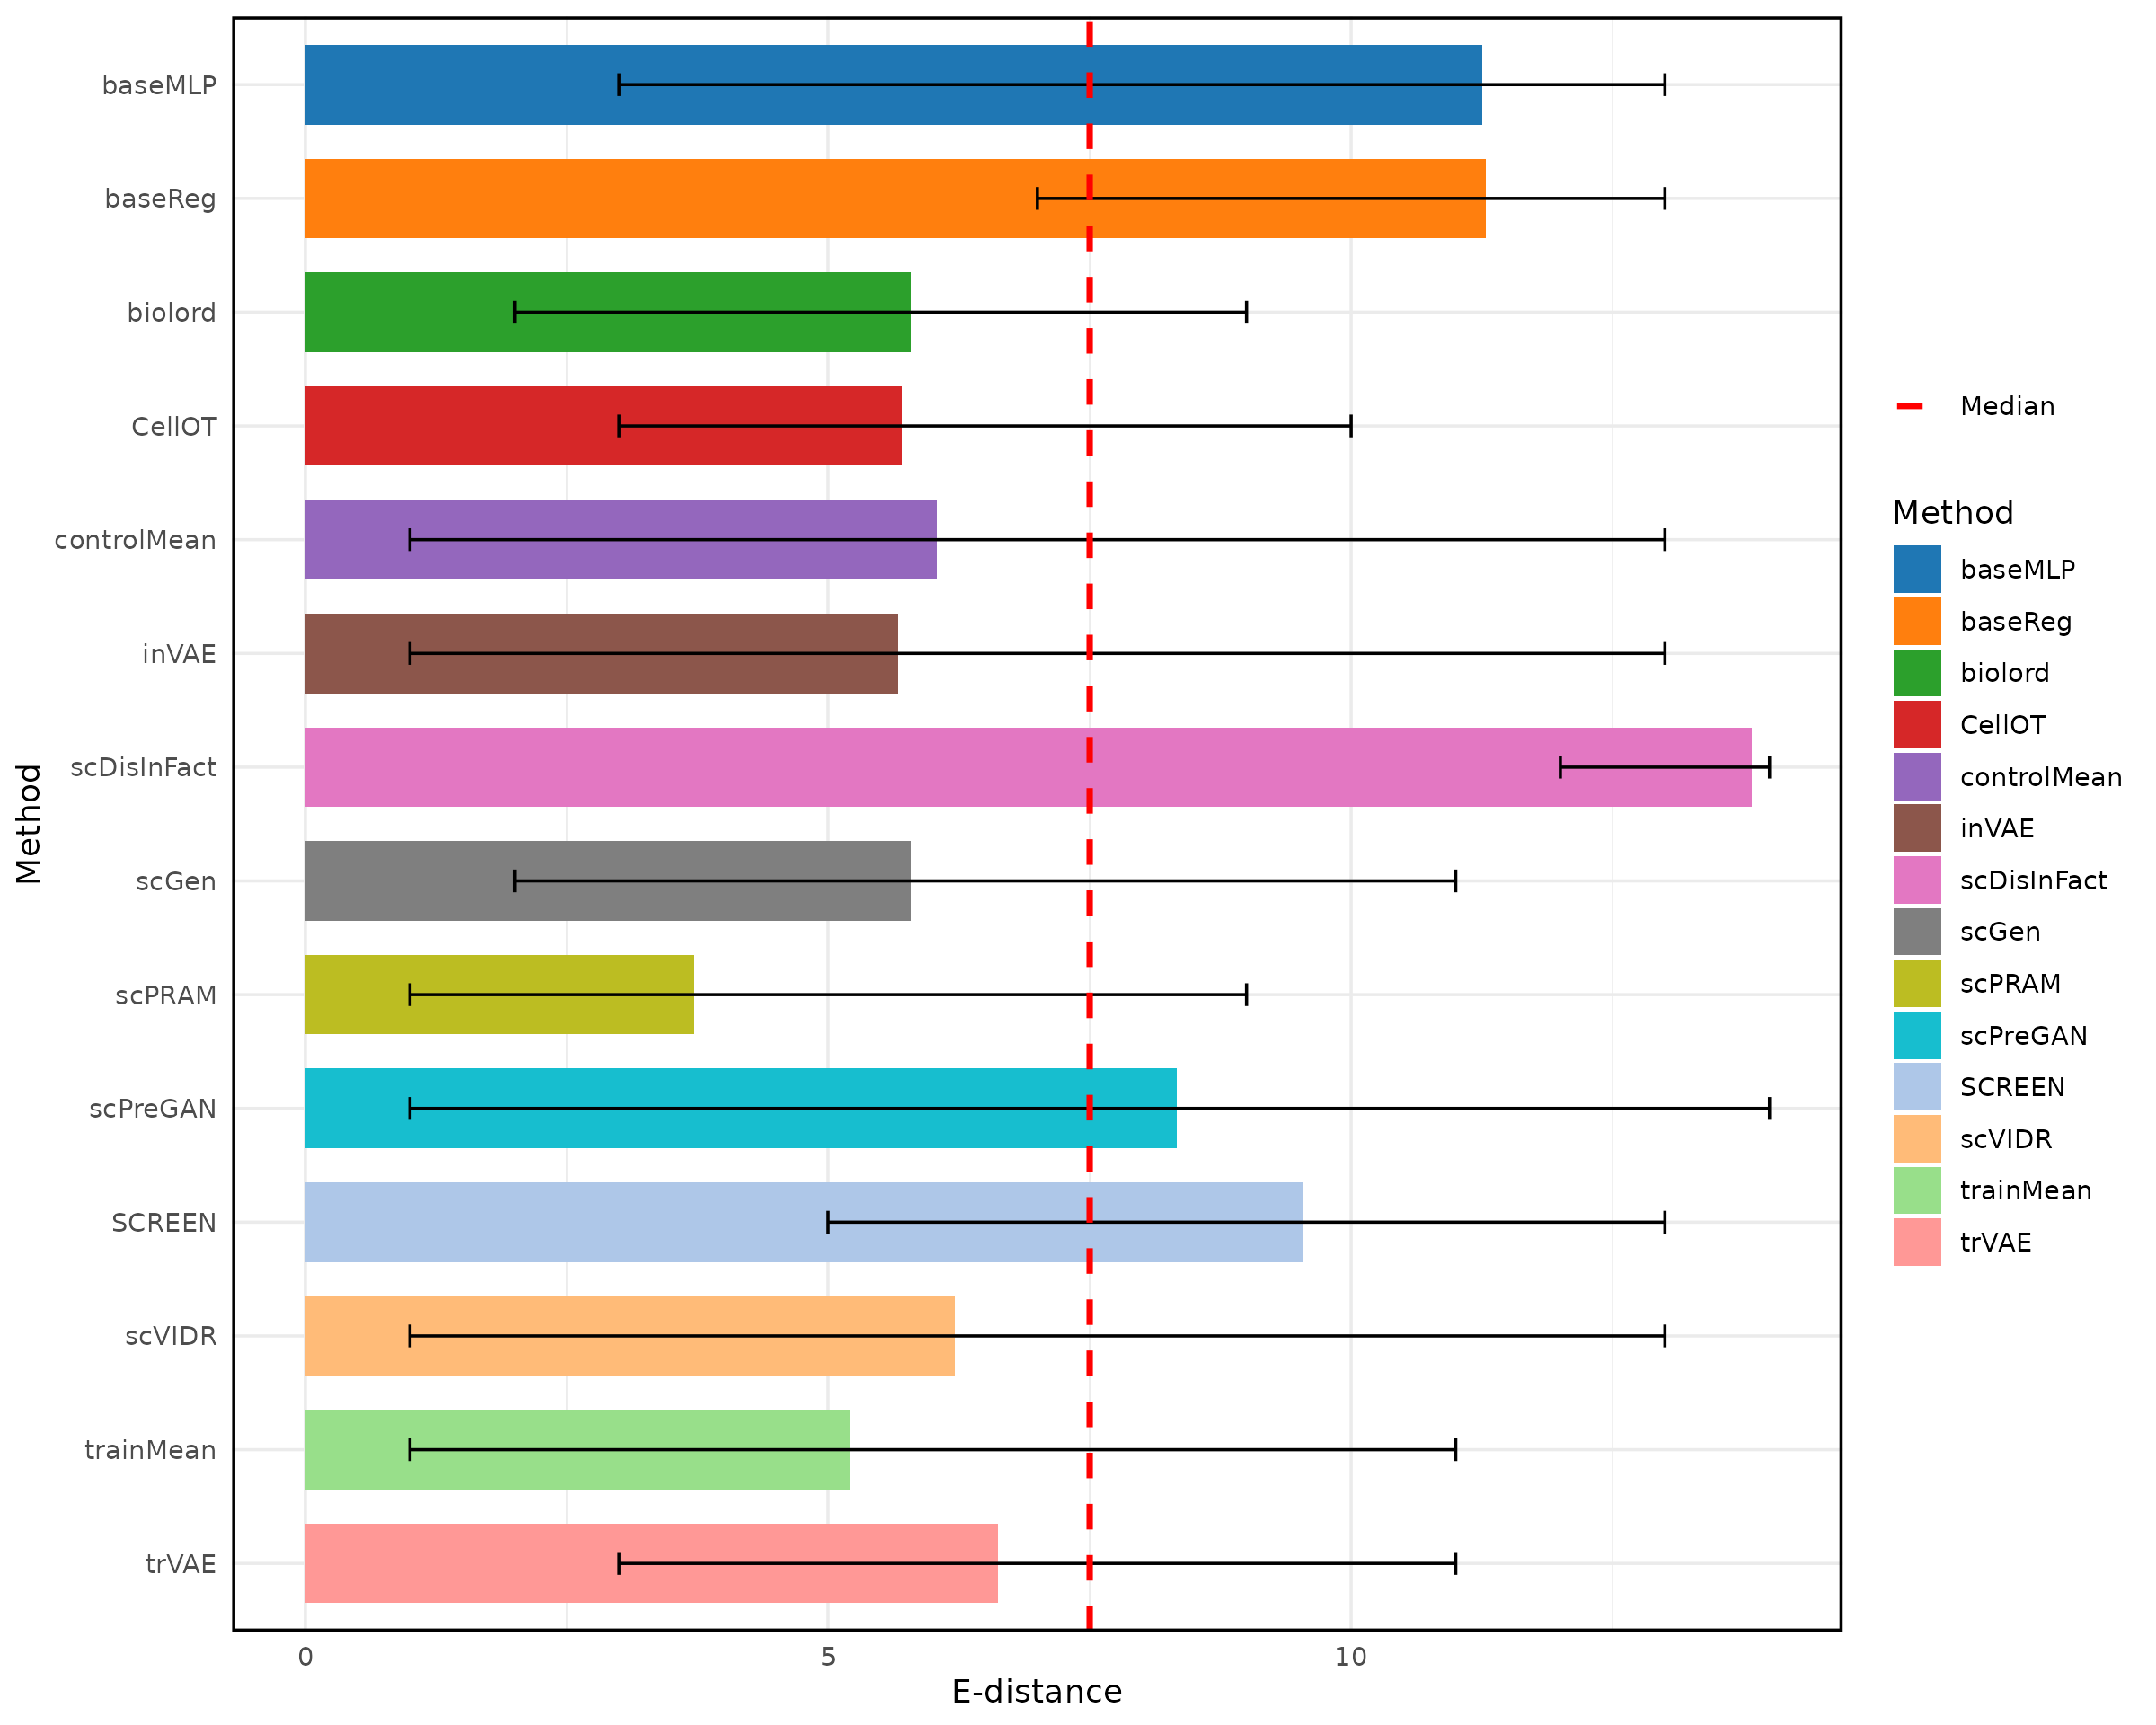 baseMLP
baseReg
biolord
CellOT
controlMean
inVAE
scDisInFact
scGen
scPRAM
scPreGAN
SCREEN
scVIDR
trainMean
trVAE
Method
0 5 10
E-distance
Median
Method
baseMLP
baseReg
biolord
CellOT
controlMean
inVAE
scDisInFact
scGen
scPRAM
scPreGAN
SCREEN
scVIDR
trainMean
trVAE